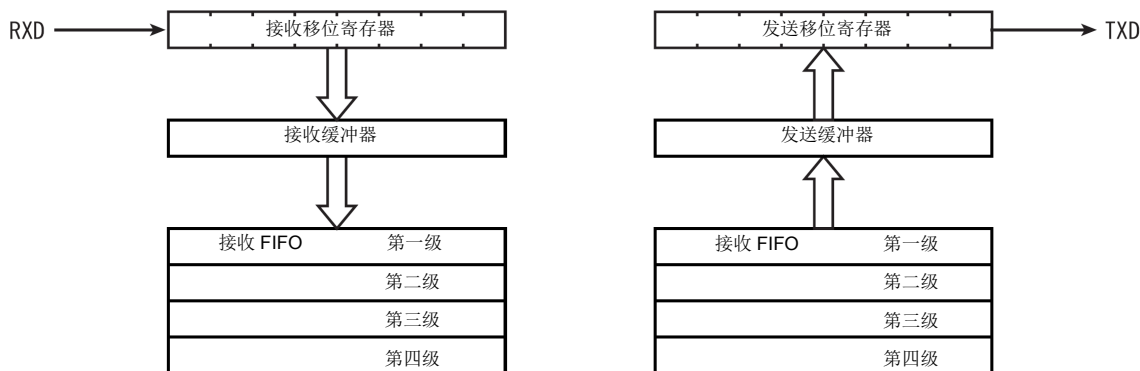 RXD
接收移位寄存器
接收缓冲器
接收 FIFO 第一级
第二级
第三级
第四级
发送移位寄存器
TXD
发送缓冲器
接收 FIFO 第一级
第二级
第三级
第四级